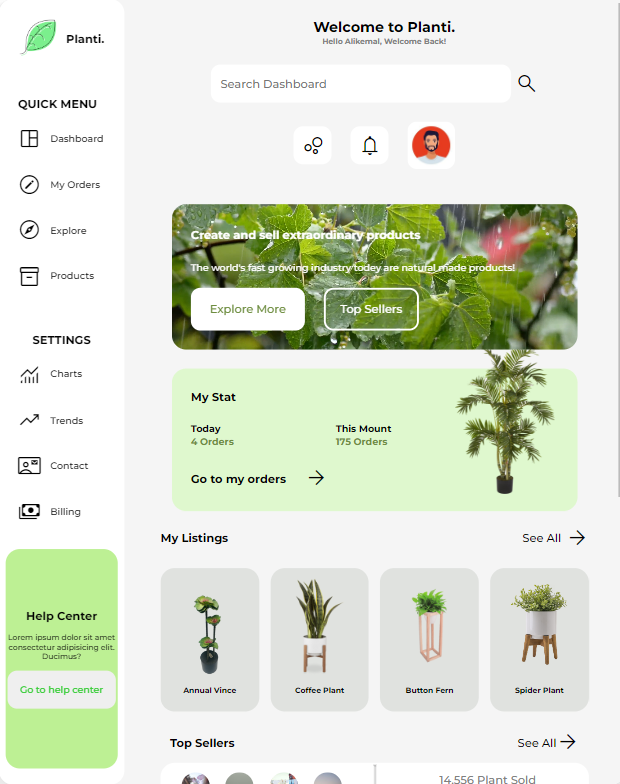 Planti.
QUICK MENU
Dashboard
My Orders
Explore
Products
SETTINGS
Charts
Trends
Contact
Billing
Help Center
Lorem ipsum dolor sit amet
consectetur adipisicing elit.
Ducimus?
Go to help center
Welcome to Planti.
Hello Alikemal, Welcome Back!
Search Dashboard
Create and sell extraordinary products
The world's fast growing industry today are natural made products!
Explore More
Top Sellers
My Stat
Today
4 Orders
This Mount
175 Orders
Go to my orders
My Listings
See All
Annual Vince
Coffee Plant
Button Fern
Spider Plant
Top Sellers
See All
14,556 Plant Sold